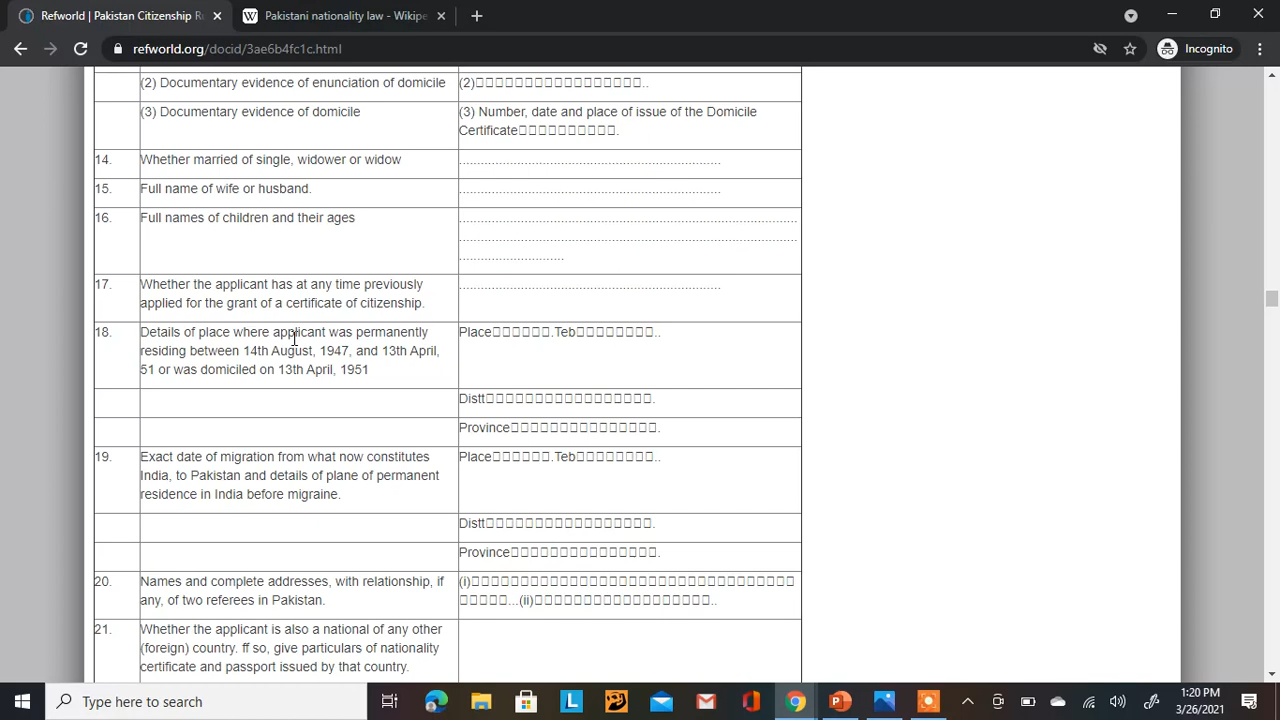 Refworld | Pakistan Citizenship Ru
Pakistani nationality law - Wikipe
refworld.org/docid/3ae6b4fc1c.html
Incognito
(2) Documentary evidence of enunciation of domicile
(2)□□□□□□□□□□□□□□□□□..
(3) Documentary evidence of domicile
(3) Number, date and place of issue of the Domicile
Certificate□□□□□□□□□□.
14. Whether married of single, widower or widow
................................................................
15. Full name of wife or husband.
................................................................
16. Full names of children and their ages
...................................................................................
...................................................................................
..........................
17. Whether the applicant has at any time previously
applied for the grant of a certificate of citizenship.
................................................................
18. Details of place where applicant was permanently
residing between 14th August, 1947, and 13th April,
51 or was domiciled on 13th April, 1951
Place□□□□□□.Teb□□□□□□□□..
Distt□□□□□□□□□□□□□□□□□.
Province□□□□□□□□□□□□□□□.
19. Exact date of migration from what now constitutes
India, to Pakistan and details of plane of permanent
residence in India before migraine.
Place□□□□□□.Teb□□□□□□□□..
Distt□□□□□□□□□□□□□□□□□.
Province□□□□□□□□□□□□□□□.
20. Names and complete addresses, with relationship, if
any, of two referees in Pakistan.
(i)□□□□□□□□□□□□□□□□□□□□□□□□□□□□□□□□□
□□□□□...(ii)□□□□□□□□□□□□□□□□□□..
21. Whether the applicant is also a national of any other
(foreign) country. ff so, give particulars of nationality
certificate and passport issued by that country.
Type here to search
1:20 PM
3/26/2021